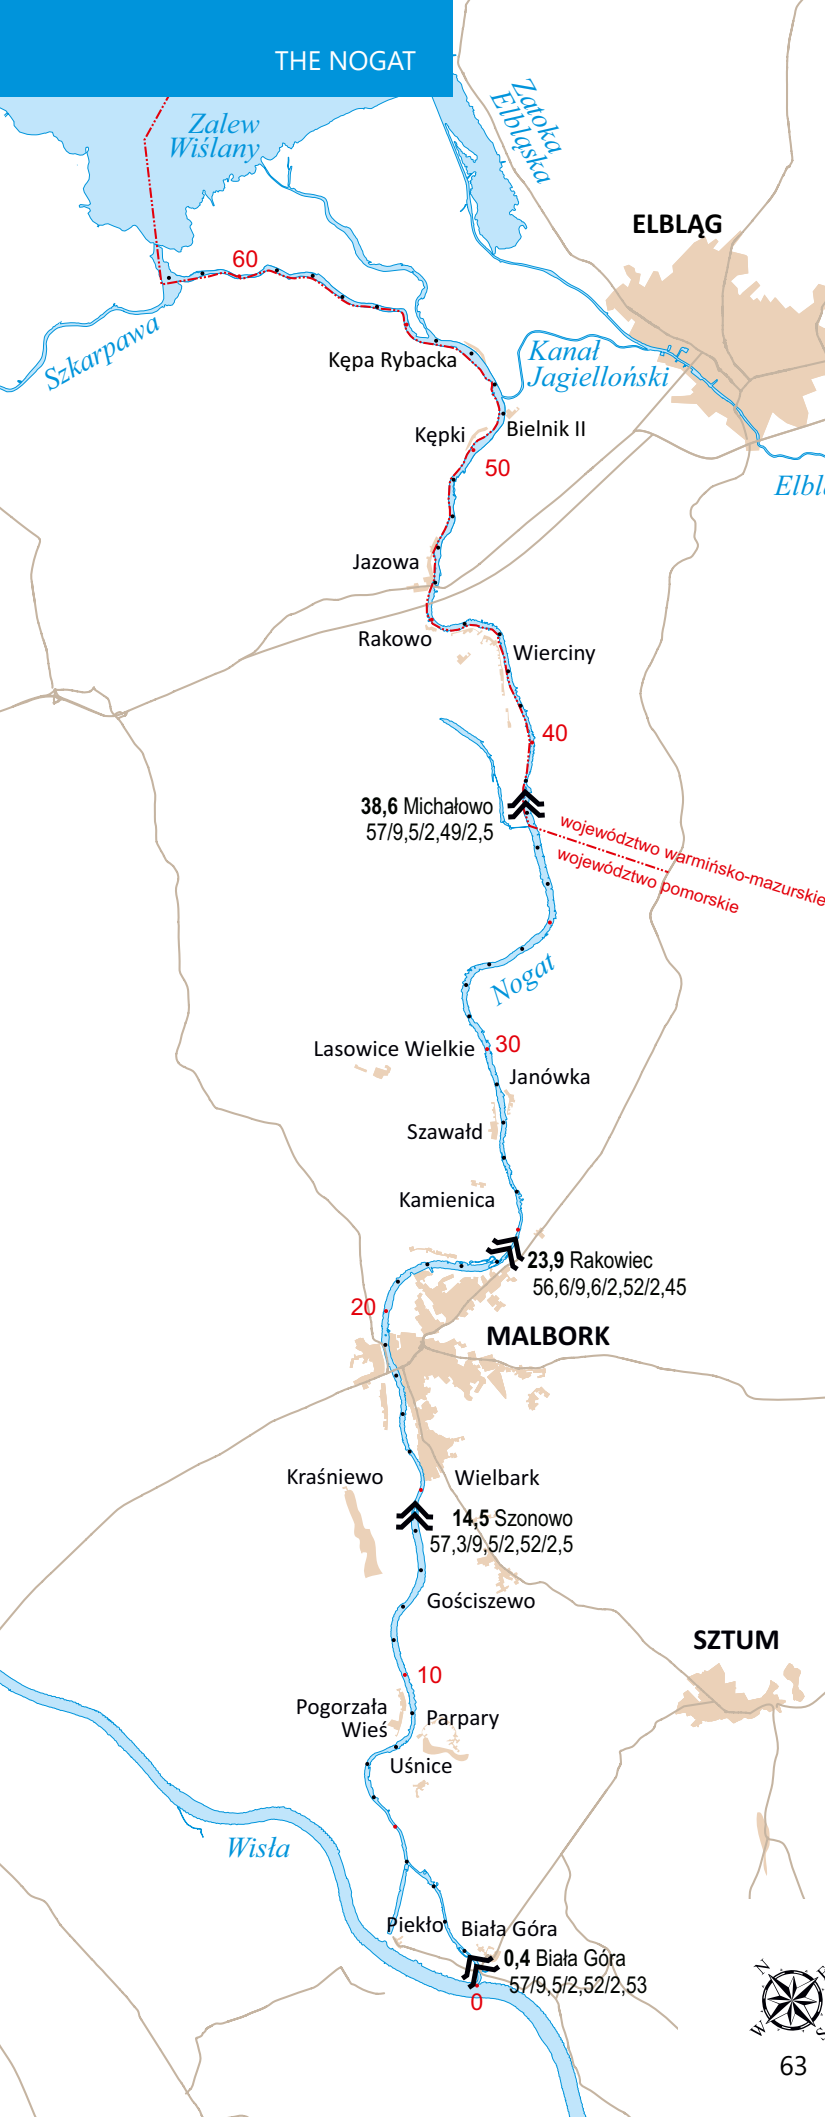 THE NOGAT
Zatoka
Elbląska
Zalew
Wiślany
ELBLĄG
60
Szkarpawa
Kępa Rybacka
Kanał
Jagielloński
Kępki
Bielnik II
50
Jazowa
Rakowo
Wierciny
40
38,6 Michałowo
57/9,5/2,49/2,5
województwo warmińsko-mazurskie
województwo pomorskie
Nogat
Lasowice Wielkie
30
Janówka
Szawałd
Kamienica
23,9 Rakowiec
56,6/9,6/2,52/2,45
20
MALBORK
Kraśniewo
Wielbark
14,5 Szonowo
57,3/9,5/2,52/2,5
Gościszewo
SZTUM
10
Pogorzała
Wieś
Parpary
Uśnice
Wisła
Piekło
Biała Góra
0,4 Biała Góra
57/9,5/2,52/2,53
0
N
W
63